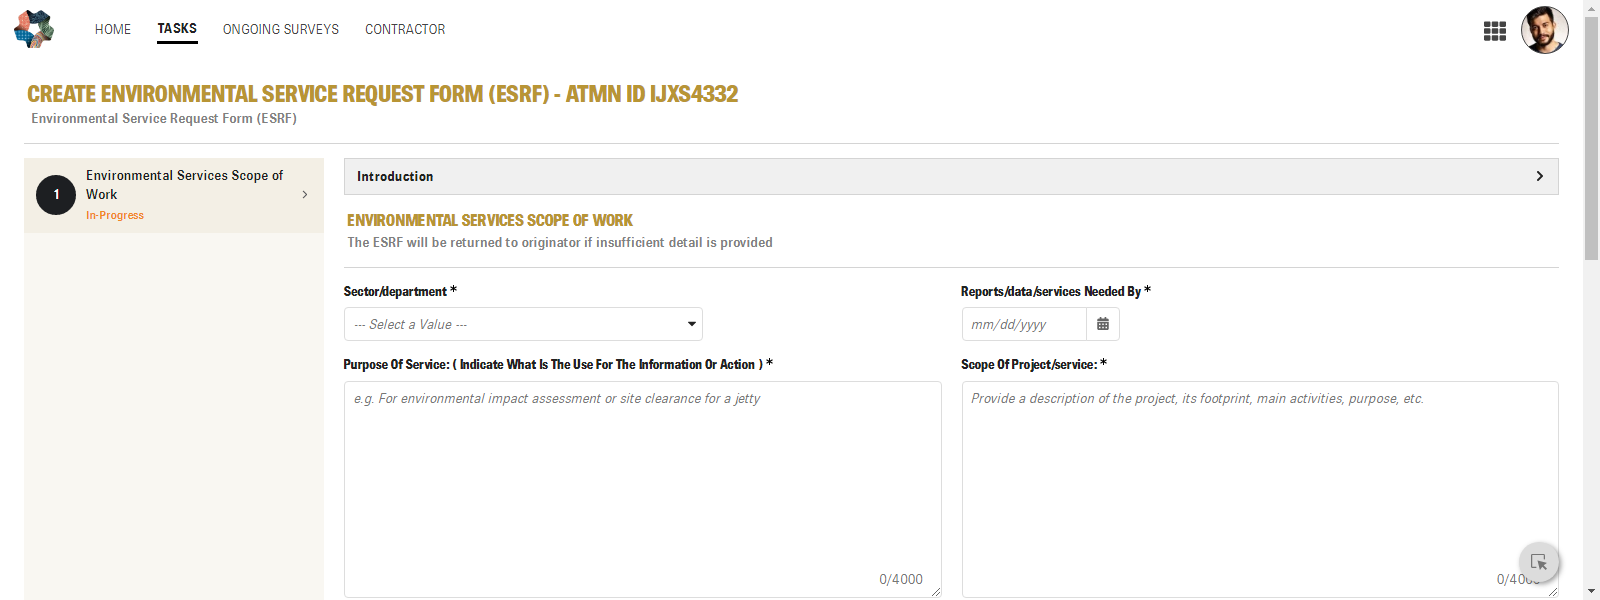 HOME TASKS ONGOING SURVEYS CONTRACTOR
CREATE ENVIRONMENTAL SERVICE REQUEST FORM (ESRF) - ATMN ID IJXS4332
Environmental Service Request Form (ESRF)
1
Environmental Services Scope of
Work
In-Progress
Introduction
ENVIRONMENTAL SERVICES SCOPE OF WORK
The ESRF will be returned to originator if insufficient detail is provided
Sector/department *
--- Select a Value ---
Reports/data/services Needed By *
mm/dd/yyyy
Purpose Of Service: ( Indicate What Is The Use For The Information Or Action ) *
e.g. For environmental impact assessment or site clearance for a jetty
0/4000
Scope Of Project/service: *
Provide a description of the project, its footprint, main activities, purpose, etc.
0/4000